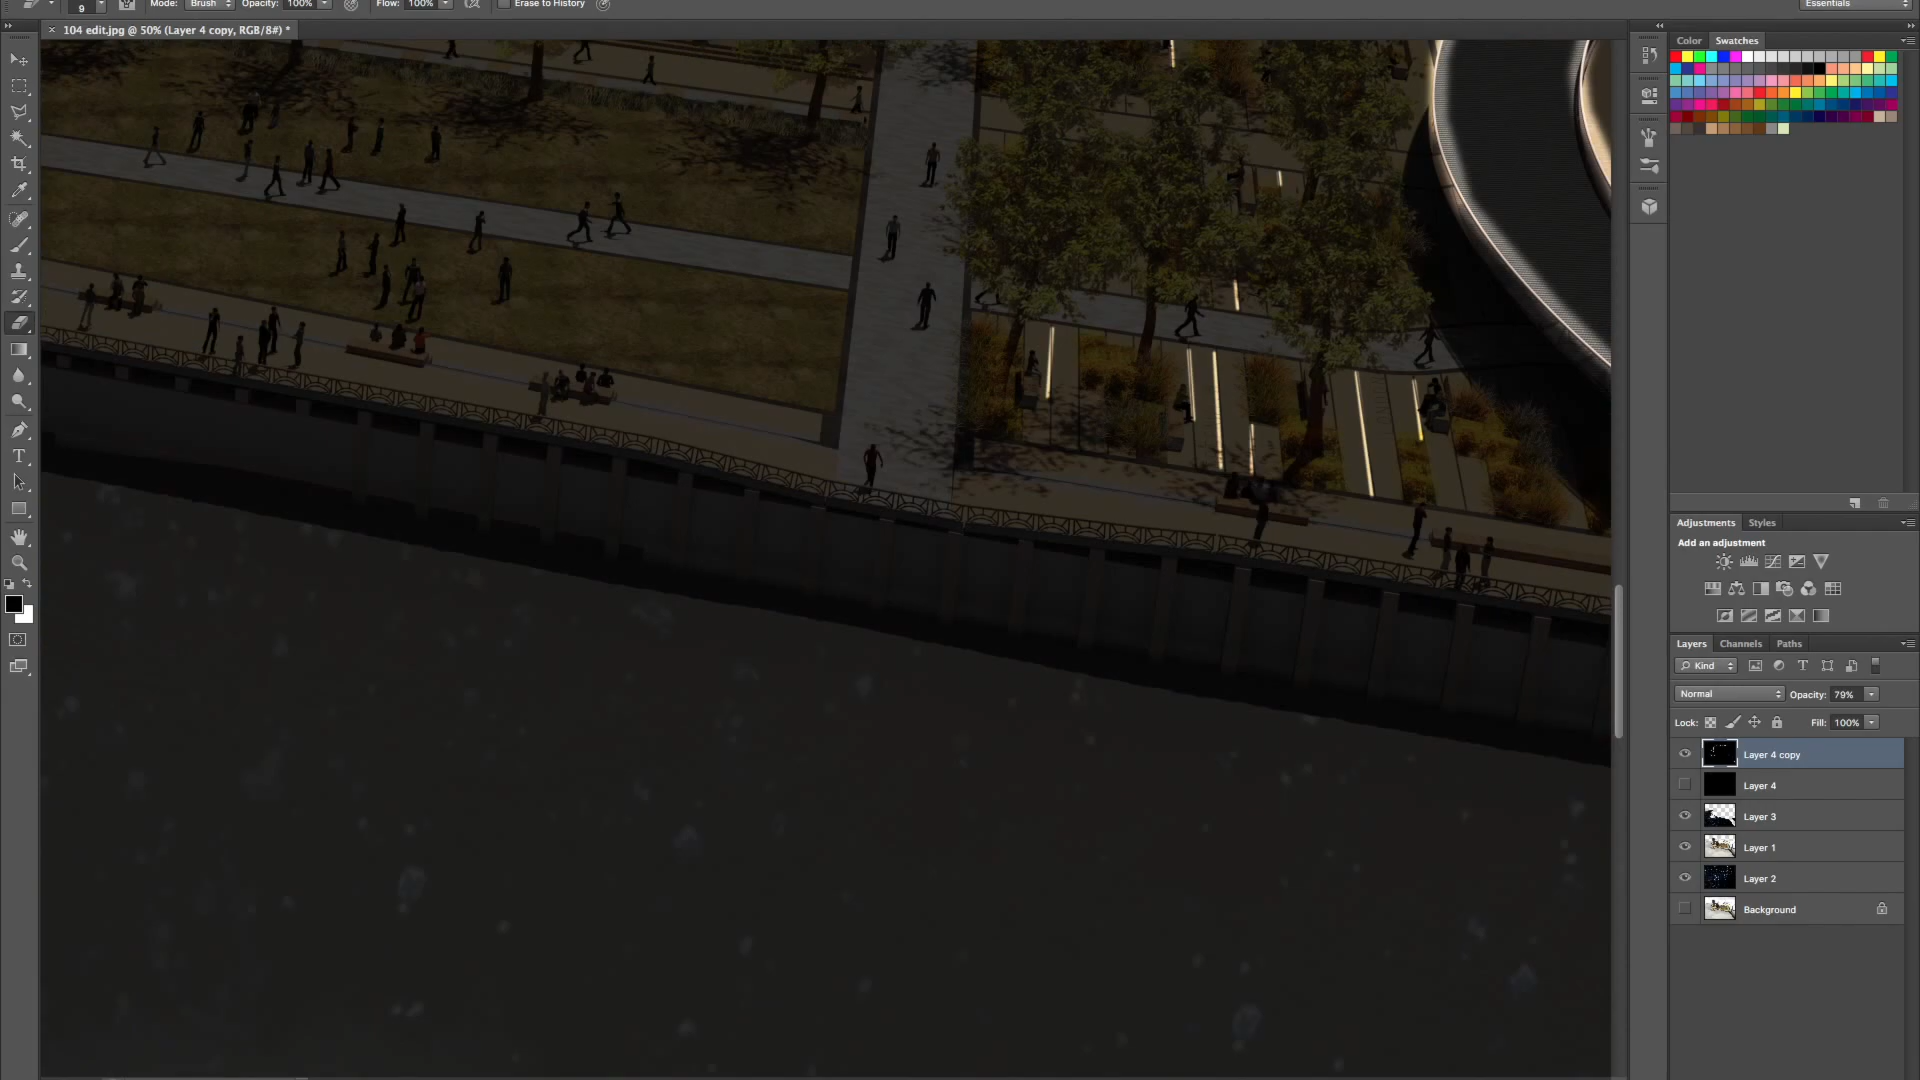 9 Mode: Brush Opacity: 100% Flow: 100% Erase to History Essentials
× 104 edit.jpg @ 50% (Layer 4 copy, RGB/8#) *
Color Swatches
Adjustments Styles
Add an adjustment
Layers Channels Paths
Kind
Normal Opacity: 79%
Lock: Fill: 100%
Layer 4 copy
Layer 4
Layer 3
Layer 1
Layer 2
Background